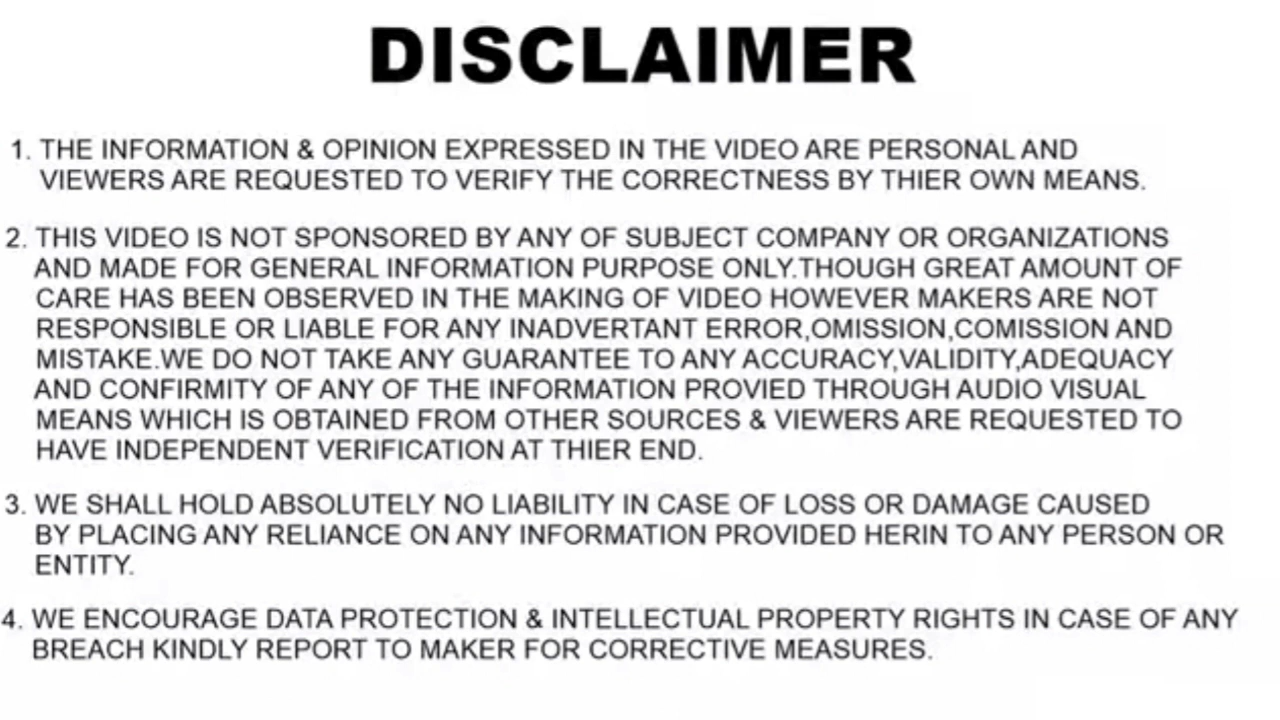 DISCLAIMER
1. THE INFORMATION & OPINION EXPRESSED IN THE VIDEO ARE PERSONAL AND
VIEWERS ARE REQUESTED TO VERIFY THE CORRECTNESS BY THIER OWN MEANS.
2. THIS VIDEO IS NOT SPONSORED BY ANY OF SUBJECT COMPANY OR ORGANIZATIONS
AND MADE FOR GENERAL INFORMATION PURPOSE ONLY.THOUGH GREAT AMOUNT OF
CARE HAS BEEN OBSERVED IN THE MAKING OF VIDEO HOWEVER MAKERS ARE NOT
RESPONSIBLE OR LIABLE FOR ANY INADVERTANT ERROR,OMISSION,COMISSION AND
MISTAKE.WE DO NOT TAKE ANY GUARANTEE TO ANY ACCURACY,VALIDITY,ADEQUACY
AND CONFIRMITY OF ANY OF THE INFORMATION PROVIED THROUGH AUDIO VISUAL
MEANS WHICH IS OBTAINED FROM OTHER SOURCES & VIEWERS ARE REQUESTED TO
HAVE INDEPENDENT VERIFICATION AT THIER END.
3. WE SHALL HOLD ABSOLUTELY NO LIABILITY IN CASE OF LOSS OR DAMAGE CAUSED
BY PLACING ANY RELIANCE ON ANY INFORMATION PROVIDED HERIN TO ANY PERSON OR
ENTITY.
4. WE ENCOURAGE DATA PROTECTION & INTELLECTUAL PROPERTY RIGHTS IN CASE OF ANY
BREACH KINDLY REPORT TO MAKER FOR CORRECTIVE MEASURES.